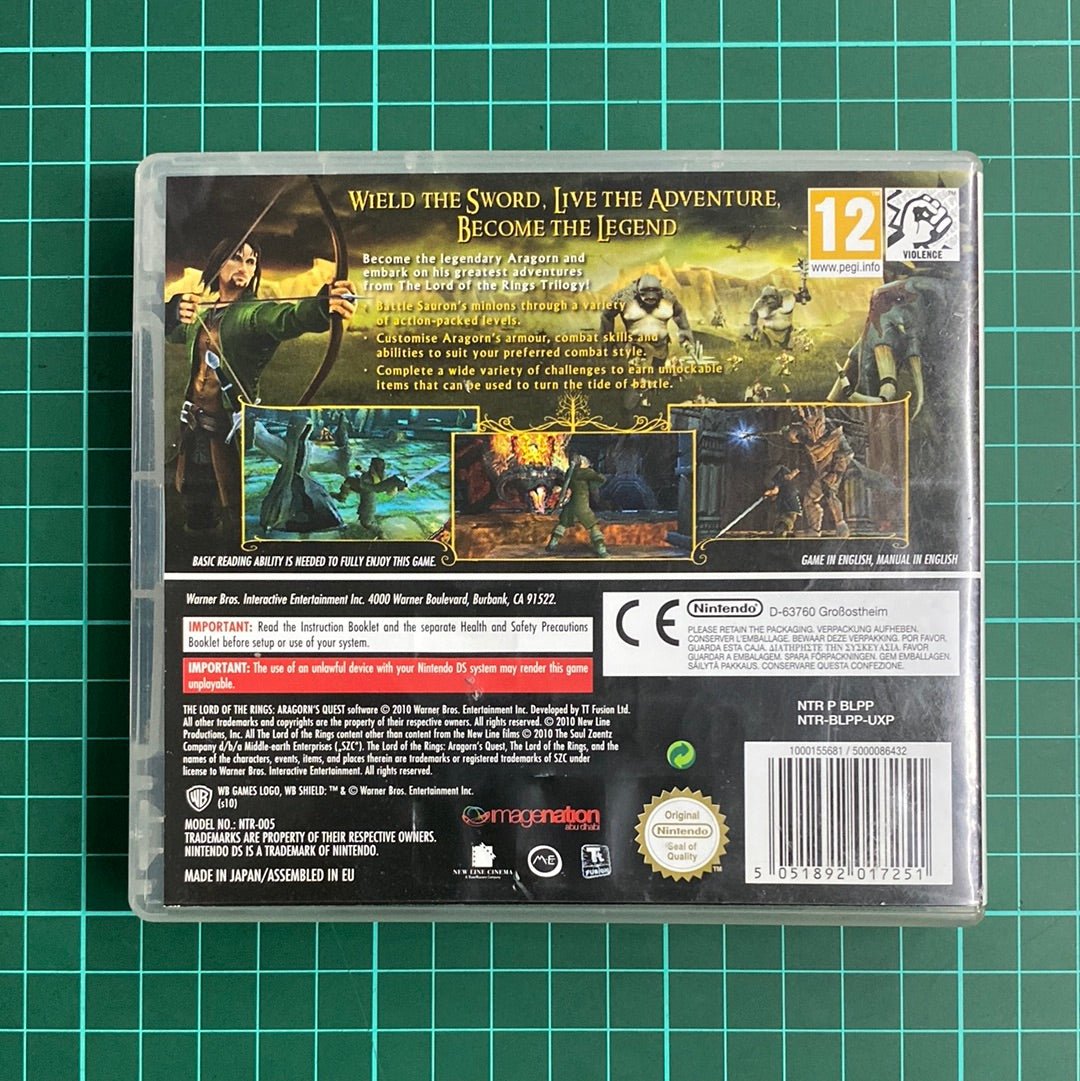 WIELD THE SWORD, LIVE THE ADVENTURE,
BECOME THE LEGEND
Become the legendary Aragorn and
embark on his greatest adventures
from The Lord of the Rings Trilogy!
• Battle Sauron's minions through a variety
of action-packed levels.
• Customise Aragorn's armour, combat skills and
abilities to suit your preferred combat style.
• Complete a wide variety of challenges to earn unlockable
items that can be used to turn the tide of battle.
12
www.pegi.info
VIOLENCE
BASIC READING ABILITY IS NEEDED TO FULLY ENJOY THIS GAME.
GAME IN ENGLISH, MANUAL IN ENGLISH
Warner Bros. Interactive Entertainment Inc. 4000 Warner Boulevard, Burbank, CA 91522.
IMPORTANT: Read the Instruction Booklet and the separate Health and Safety Precautions
Booklet before setup or use of your system.
IMPORTANT: The use of an unlawful device with your Nintendo DS system may render this game
unplayable.
CE
Nintendo D-63760 Großostheim
PLEASE RETAIN THE PACKAGING. VERPACKUNG AUFHEBEN.
CONSERVER L'EMBALLAGE. BEWAAR DEZE VERPAKKING. POR FAVOR,
GUARDA ESTA CAJA. ΔΙΑΤΗΡΗΣΤΕ ΤΗΝ ΣΥΣΚΕΥΑΣΙΑ. FAVOR
GUARDAR A EMBALAGEM. SPARA FÖRPACKNINGEN. GEM EMBALLAGEN.
SÄILYTÄ PAKKAUS. CONSERVARE QUESTA CONFEZIONE.
THE LORD OF THE RINGS: ARAGORN'S QUEST software © 2010 Warner Bros. Entertainment Inc. Developed by TT Fusion Ltd.
All other trademarks and copyrights are the property of their respective owners. All rights reserved. © 2010 New Line
Productions, Inc. All The Lord of the Rings content other than content from the New Line films © 2010 The Saul Zaentz
Company d/b/a Middle-earth Enterprises („SZC"). The Lord of the Rings: Aragorn's Quest, The Lord of the Rings, and the
names of the characters, events, items, and places therein are trademarks or registered trademarks of SZC under
license to Warner Bros. Interactive Entertainment. All rights reserved.
NTR P BLPP
NTR-BLPP-UXP
WB GAMES LOGO, WB SHIELD: ™ & © Warner Bros. Entertainment Inc.
(s10)
MODEL NO.: NTR-005
TRADEMARKS ARE PROPERTY OF THEIR RESPECTIVE OWNERS.
NINTENDO DS IS A TRADEMARK OF NINTENDO.
MADE IN JAPAN/ASSEMBLED IN EU
imagenation
abu dhabi
NEW LINE CINEMA
ME
FUSION
Original
Nintendo
Seal of
Quality
™
1000155681 / 5000086432
5 051892 017251